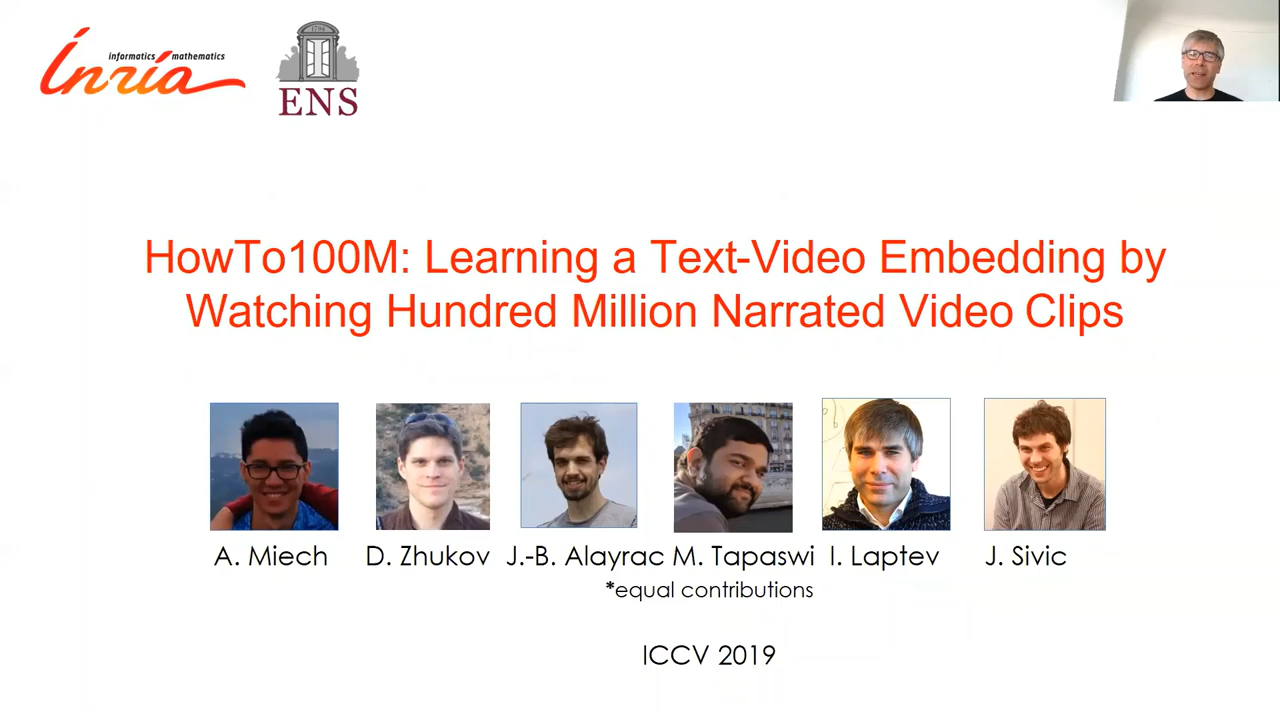 informatics mathematics
Inria
1794
ENS
HowTo100M: Learning a Text-Video Embedding by
Watching Hundred Million Narrated Video Clips
A. Miech D. Zhukov J.-B. Alayrac M. Tapaswi I. Laptev J. Sivic
*equal contributions
ICCV 2019